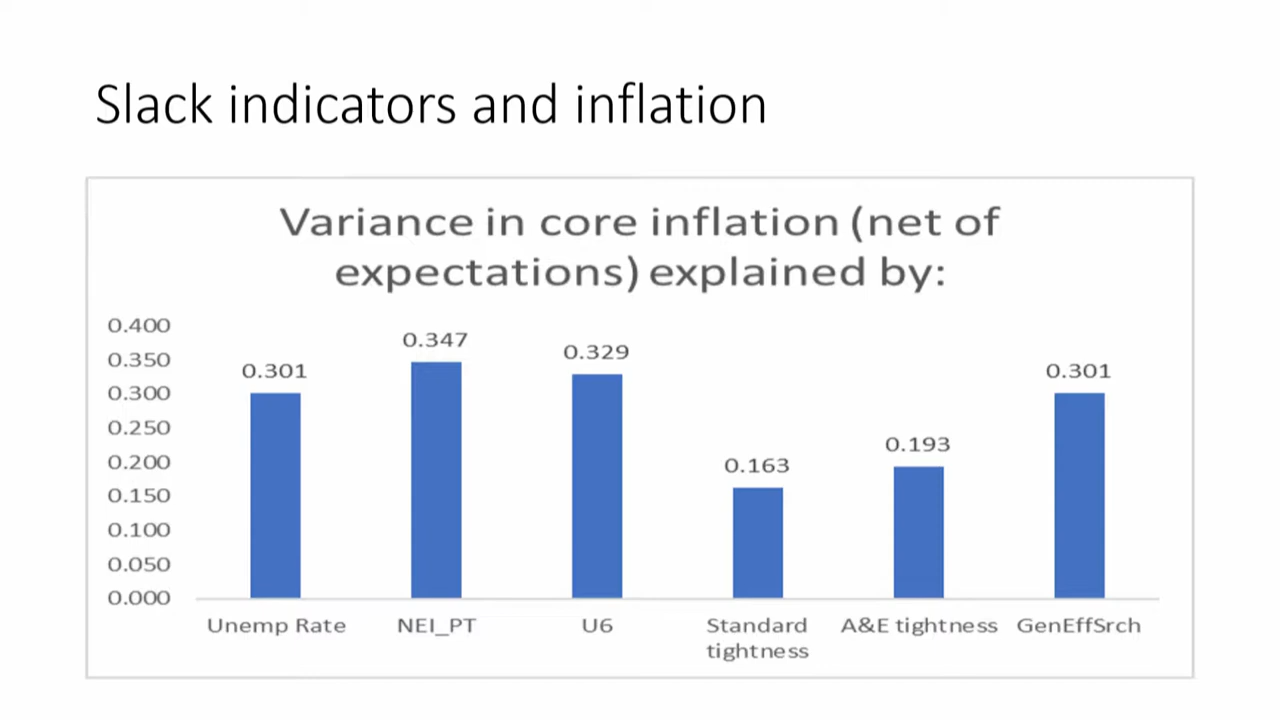 Slack indicators and inflation
Variance in core inflation (net of
expectations) explained by:
0.400
0.350
0.300
0.250
0.200
0.150
0.100
0.050
0.000
0.301
0.347
0.329
0.163
0.193
0.301
Unemp Rate
NEI_PT
U6
Standard
tightness
A&E tightness
GenEffSrch